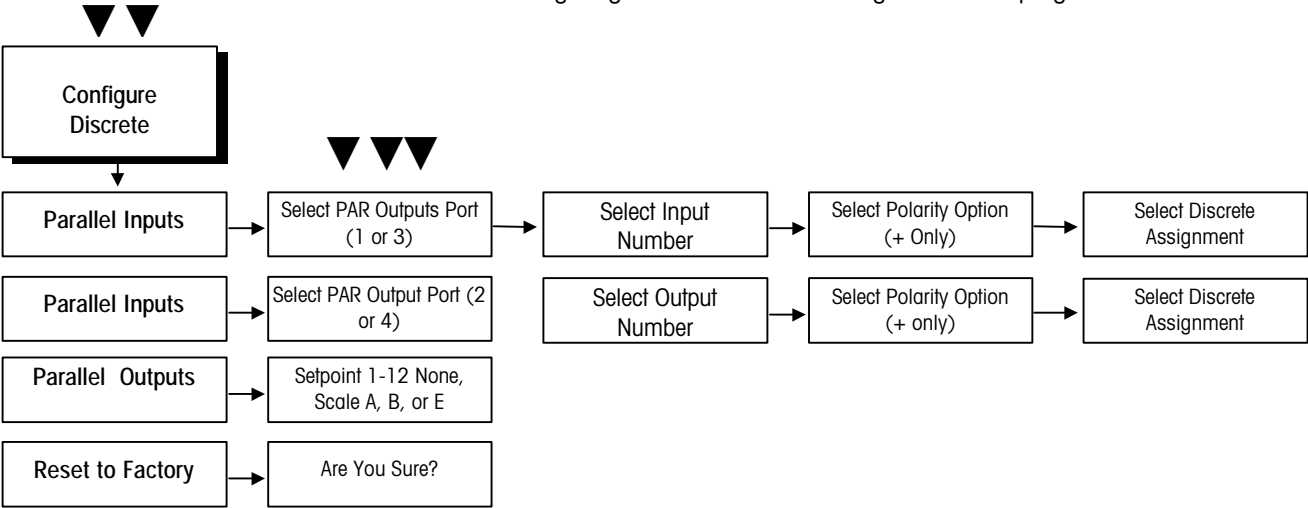 Configure
Discrete
Parallel Inputs
Select PAR Outputs Port
(1 or 3)
Select Input
Number
Select Polarity Option
(+ Only)
Select Discrete
Assignment
Parallel Inputs
Select PAR Output Port (2
or 4)
Select Output
Number
Select Polarity Option
(+ only)
Select Discrete
Assignment
Parallel Outputs
Setpoint 1-12 None,
Scale A, B, or E
Reset to Factory
Are You Sure?